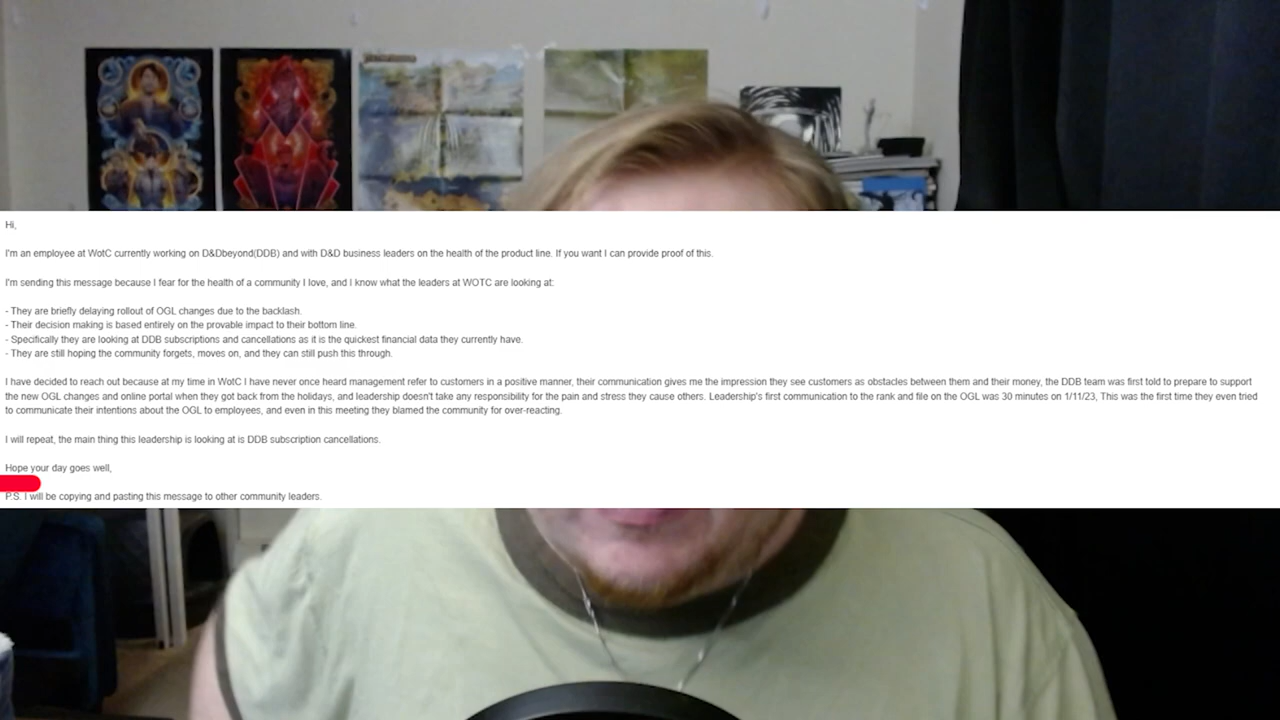 Hi,
I'm an employee at WotC currently working on D&Dbeyond(DDB) and with D&D business leaders on the health of the product line. If you want I can provide proof of this.
I'm sending this message because I fear for the health of a community I love, and I know what the leaders at WOTC are looking at:
- They are briefly delaying rollout of OGL changes due to the backlash.
- Their decision making is based entirely on the provable impact to their bottom line.
- Specifically they are looking at DDB subscriptions and cancellations as it is the quickest financial data they currently have.
- They are still hoping the community forgets, moves on, and they can still push this through.
I have decided to reach out because at my time in WotC I have never once heard management refer to customers in a positive manner, their communication gives me the impression they see customers as obstacles between them and their money, the DDB team was first told to prepare to support
the new OGL changes and online portal when they got back from the holidays, and leadership doesn't take any responsibility for the pain and stress they cause others. Leadership's first communication to the rank and file on the OGL was 30 minutes on 1/11/23, This was the first time they even tried
to communicate their intentions about the OGL to employees, and even in this meeting they blamed the community for over-reacting.
I will repeat, the main thing this leadership is looking at is DDB subscription cancellations.
Hope your day goes well,
P.S. I will be copying and pasting this message to other community leaders.